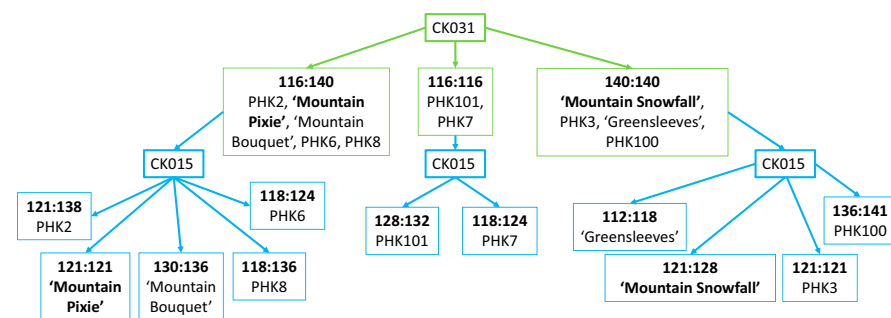 CK031
116:140
PHK2, ‘Mountain
Pixie’, ‘Mountain
Bouquet’, PHK6, PHK8
116:116
PHK101,
PHK7
140:140
‘Mountain Snowfall’,
PHK3, ‘Greensleeves’,
PHK100
CK015
CK015
CK015
121:138
PHK2
118:124
PHK6
121:121
‘Mountain
Pixie’
130:136
‘Mountain
Bouquet’
118:136
PHK8
128:132
PHK101
118:124
PHK7
112:118
‘Greensleeves’
136:141
PHK100
121:128
‘Mountain Snowfall’
121:121
PHK3